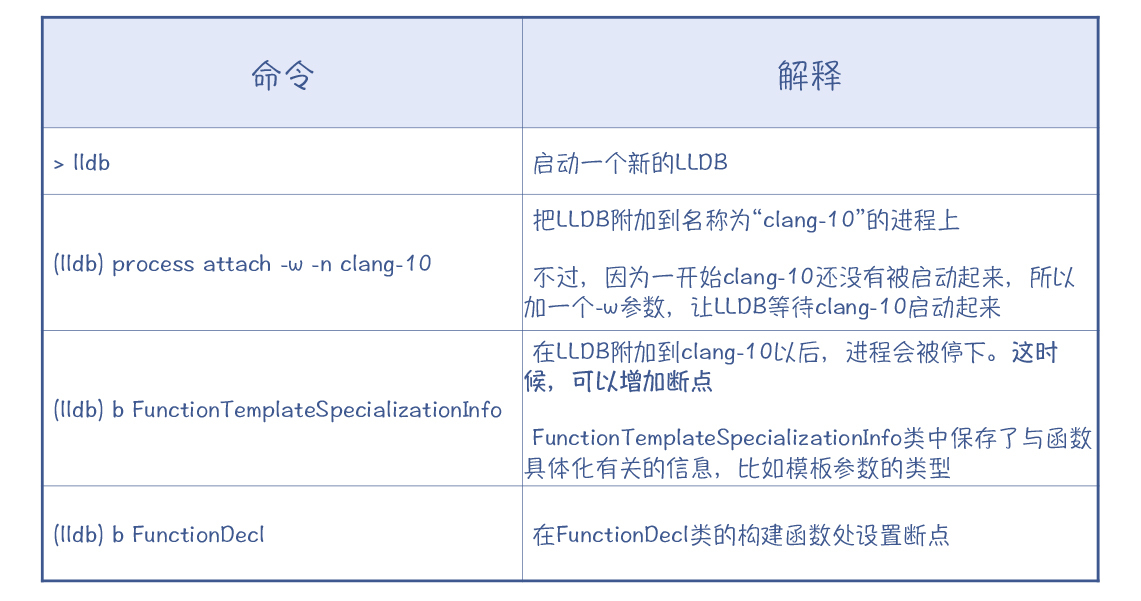 命令
解释
> lldb
启动一个新的LLDB
(lldb) process attach -w -n clang-10
把LLDB附加到名称为“clang-10”的进程上
不过，因为一开始clang-10还没有被启动起来，所以
加一个-w参数，让LLDB等待clang-10启动起来
(lldb) b FunctionTemplateSpecializationInfo
在LLDB附加到clang-10以后，进程会被停下。这时
候，可以增加断点
FunctionTemplateSpecializationInfo类中保存了与函数
具体化有关的信息，比如模板参数的类型
(lldb) b FunctionDecl
在FunctionDecl类的构建函数处设置断点